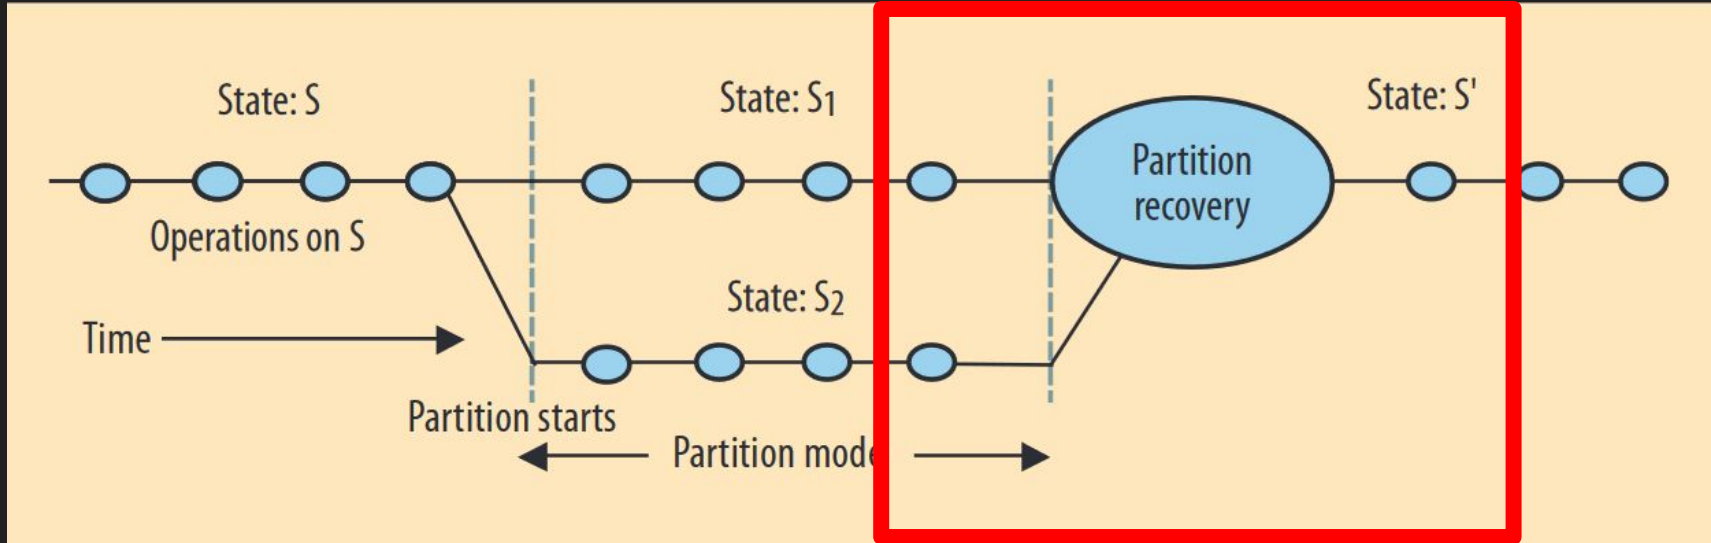 State: S
State: S1
State: S'
Partition
recovery
Operations on S
State: S2
Time
Partition starts
Partition mode